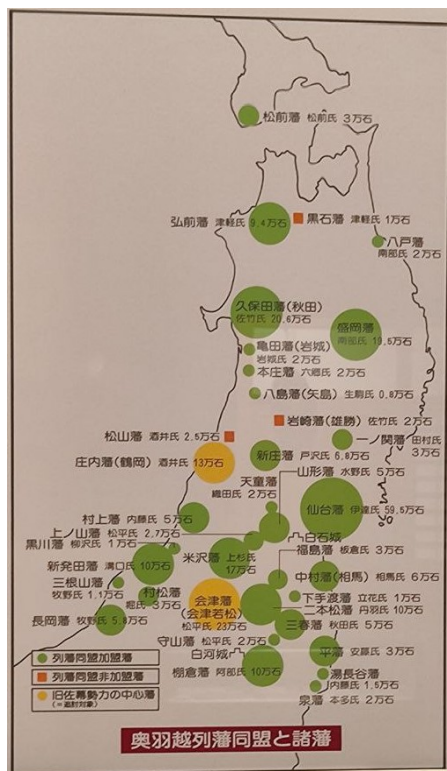 松前藩 松前氏 3万石
弘前藩 津軽氏 9.4万石
黒石藩 津軽氏 1万石
八戸藩
南部氏 2万石
久保田藩(秋田)
佐竹氏 20.6万石
盛岡藩
南部氏 19.5万石
亀田藩(岩城)
岩城氏 2万石
本庄藩 六郷氏 2万石
八島藩(矢島) 生駒氏 0.8万石
岩崎藩(雄勝) 佐竹氏 2万石
松山藩 酒井氏 2.5万石
一ノ関藩 田村氏
3万石
庄内藩(鶴岡) 酒井氏 13万石
新庄藩 戸沢氏 6.8万石
山形藩 水野氏 5万石
天童藩
織田氏 2万石
仙台藩 伊達氏 59.5万石
村上藩 内藤氏 5万石
上ノ山藩 松平氏 2.7万石
黒川藩 柳沢氏 1万石
米沢藩 上杉氏
17万石
白石城
福島藩 板倉氏 3万石
新発田藩 溝口氏 10万石
中村藩(相馬) 相馬氏 6万石
三根山藩
牧野氏 1.1万石
村松藩
堀氏 3万石
会津藩
(会津若松)
松平氏 23万石
下手渡藩 立花氏 1万石
二本松藩
丹羽氏 10万石
長岡藩 牧野氏 5.8万石
三春藩 秋田氏 5万石
守山藩 松平氏 2万石
白河城
平藩 安藤氏 3万石
棚倉藩 阿部氏 10万石
湯長谷藩
内藤氏 1.5万石
泉藩 本多氏 2万石
列藩同盟加盟藩
列藩同盟非加盟藩
旧佐幕勢力の中心藩
(=追討対象)
奥羽越列藩同盟と諸藩